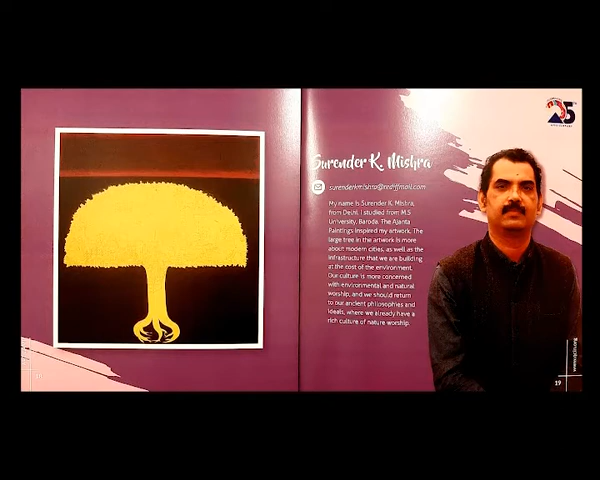 Surender K. Mishra
surenderkmishra@rediffmail.com
My name is Surender K. Mishra,
from Delhi. I studied from M.S
University, Baroda. The Ajanta
Paintings inspired my artwork. The
large tree in the artwork is more
about modern cities, as well as the
infrastructure that we are building
at the cost of the environment.
Our culture is more concerned
with environmental and natural
worship, and we should return
to our ancient philosophies and
ideals, where we already have a
rich culture of nature worship.
25
19